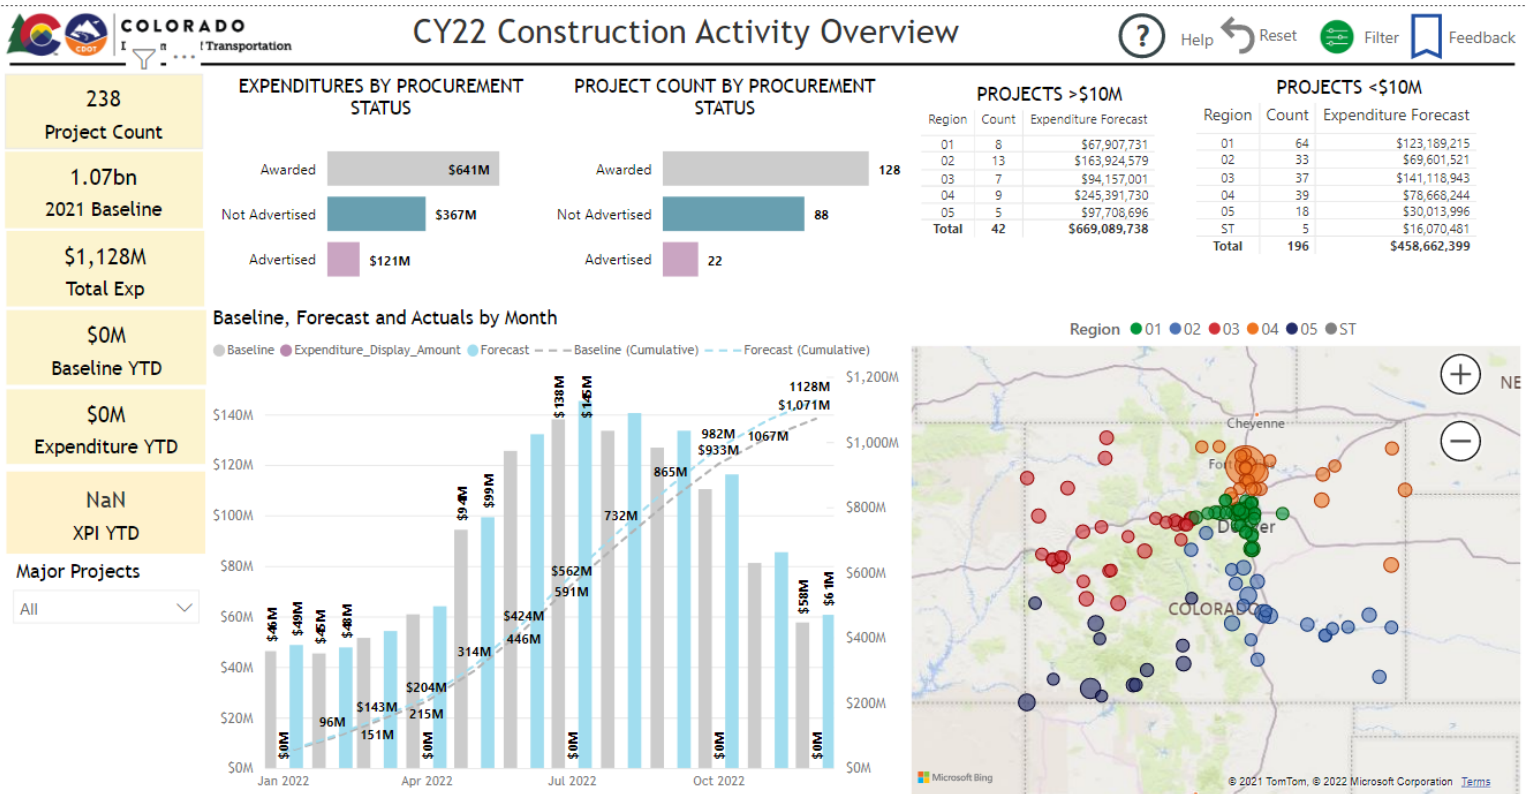 COLORADO
Transportation
CDOT
CY22 Construction Activity Overview
?
Help
Reset
Filter
Feedback
238
Project Count
1.07bn
2021 Baseline
$1,128M
Total Exp
$0M
Baseline YTD
$0M
Expenditure YTD
NaN
XPI YTD
Major Projects
All
EXPENDITURES BY PROCUREMENT
STATUS
Awarded $641M
Not Advertised $367M
Advertised $121M
PROJECT COUNT BY PROCUREMENT
STATUS
Awarded 128
Not Advertised 88
Advertised 22
PROJECTS >$10M
Region Count Expenditure Forecast
01 8 $67,907,731
02 13 $163,924,579
03 7 $94,157,001
04 9 $245,391,730
05 5 $97,708,696
Total 42 $669,089,738
PROJECTS <$10M
Region Count Expenditure Forecast
01 64 $123,189,215
02 33 $69,601,521
03 37 $141,118,943
04 39 $78,668,244
05 18 $30,013,996
ST 5 $16,070,481
Total 196 $458,662,399
Baseline, Forecast and Actuals by Month
Baseline Expenditure_Display_Amount Forecast Baseline (Cumulative) Forecast (Cumulative)
$140M
$120M
$100M
$80M
$60M
$40M
$20M
$0M
$46M
$49M
$45M
$48M
$94M
$99M
$138M
$145M
$58M
$61M
$0M
$0M
$0M
$0M
$0M
96M
$143M
151M
$204M
215M
314M
$424M
446M
$562M
591M
732M
865M
982M
$933M
1067M
1128M
$1,071M
$1,200M
$1,000M
$800M
$600M
$400M
$200M
$0M
Jan 2022 Apr 2022 Jul 2022 Oct 2022
Region 01 02 03 04 05 ST
NE
Cheyenne
COLORADO
Microsoft Bing
© 2021 TomTom, © 2022 Microsoft Corporation Terms